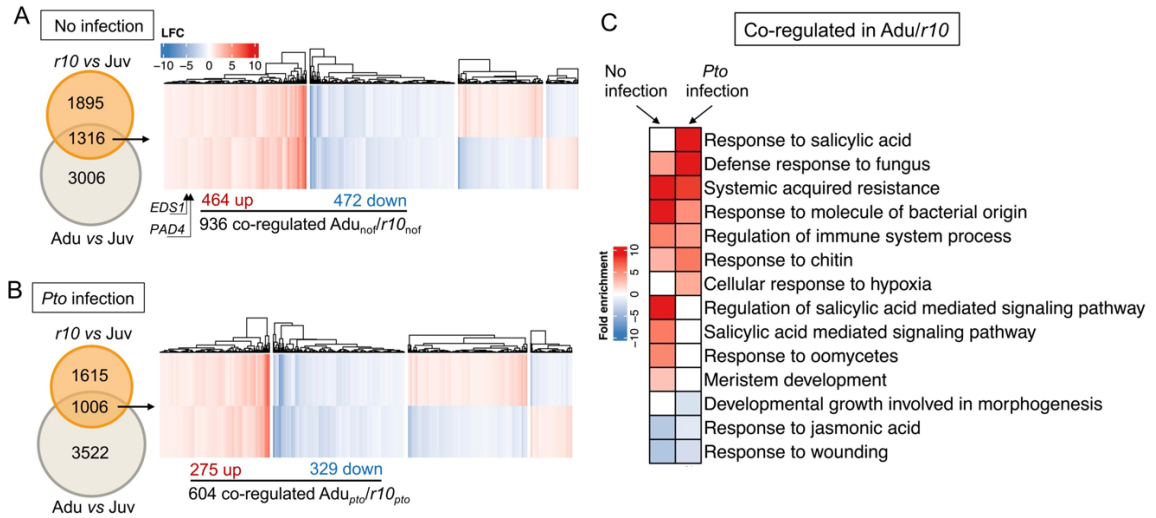 A
No infection
r10 vs Juv
1895
1316
3006
Adu vs Juv
LFC
−10 −5 0 5 10
EDS1
PAD4
464 up
472 down
936 co-regulated Adunof/r10nof
B
Pto infection
r10 vs Juv
1615
1006
3522
Adu vs Juv
275 up
329 down
604 co-regulated Adupto/r10pto
C
Co-regulated in Adu/r10
No
infection
Pto
infection
Response to salicylic acid
Defense response to fungus
Systemic acquired resistance
Response to molecule of bacterial origin
Regulation of immune system process
Response to chitin
Cellular response to hypoxia
Regulation of salicylic acid mediated signaling pathway
Salicylic acid mediated signaling pathway
Response to oomycetes
Meristem development
Developmental growth involved in morphogenesis
Response to jasmonic acid
Response to wounding
Fold enrichment
−10 −5 0 5 10